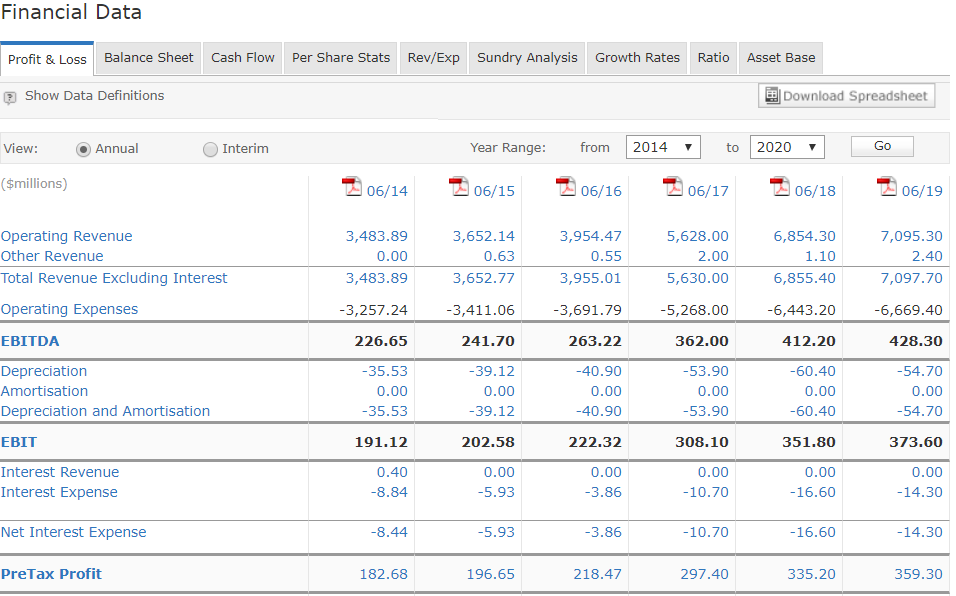 Financial Data
Profit & Loss Balance Sheet Cash Flow Per Share Stats Rev/Exp Sundry Analysis Growth Rates Ratio Asset Base
Show Data Definitions Download Spreadsheet
View: Annual Interim Year Range: from 2014 to 2020 Go
($millions) 06/14 06/15 06/16 06/17 06/18 06/19
Operating Revenue 3,483.89 3,652.14 3,954.47 5,628.00 6,854.30 7,095.30
Other Revenue 0.00 0.63 0.55 2.00 1.10 2.40
Total Revenue Excluding Interest 3,483.89 3,652.77 3,955.01 5,630.00 6,855.40 7,097.70
Operating Expenses -3,257.24 -3,411.06 -3,691.79 -5,268.00 -6,443.20 -6,669.40
EBITDA 226.65 241.70 263.22 362.00 412.20 428.30
Depreciation -35.53 -39.12 -40.90 -53.90 -60.40 -54.70
Amortisation 0.00 0.00 0.00 0.00 0.00 0.00
Depreciation and Amortisation -35.53 -39.12 -40.90 -53.90 -60.40 -54.70
EBIT 191.12 202.58 222.32 308.10 351.80 373.60
Interest Revenue 0.40 0.00 0.00 0.00 0.00 0.00
Interest Expense -8.84 -5.93 -3.86 -10.70 -16.60 -14.30
Net Interest Expense -8.44 -5.93 -3.86 -10.70 -16.60 -14.30
PreTax Profit 182.68 196.65 218.47 297.40 335.20 359.30